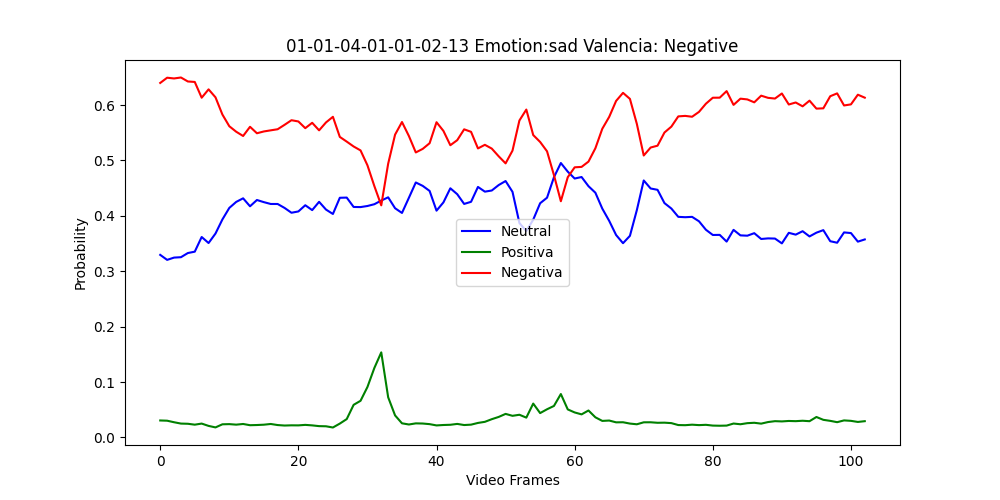 01-01-04-01-01-02-13 Emotion:sad Valencia: Negative
Probability
0.6
0.5
0.4
0.3
0.2
0.1
0.0
Neutral
Positiva
Negativa
0 20 40 60 80 100
Video Frames